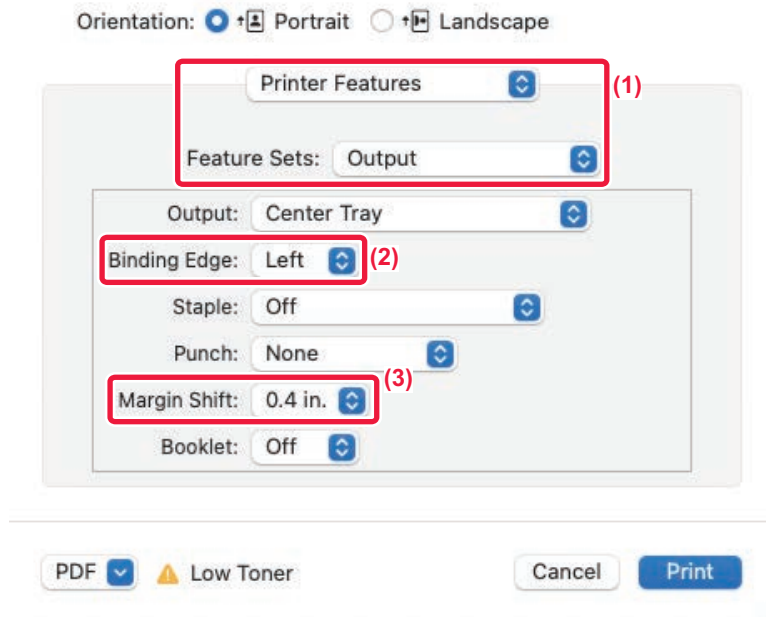 Orientation: Portrait Landscape
Printer Features
(1)
Feature Sets: Output
Output: Center Tray
Binding Edge: Left (2)
Staple: Off
Punch: None
(3)
Margin Shift: 0.4 in.
Booklet: Off
PDF Low Toner Cancel Print